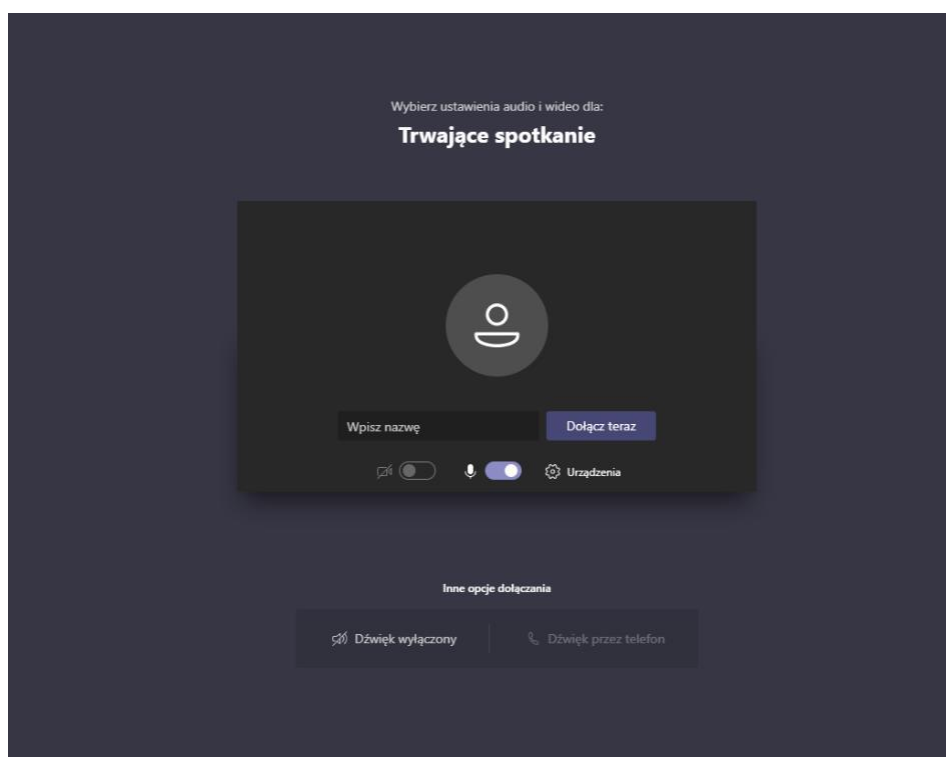 Wybierz ustawienia audio i wideo dla:
Trwające spotkanie
Wpisz nazwę
Dołącz teraz
Urządzenia
Inne opcje dołączania
Dźwięk wyłączony
Dźwięk przez telefon